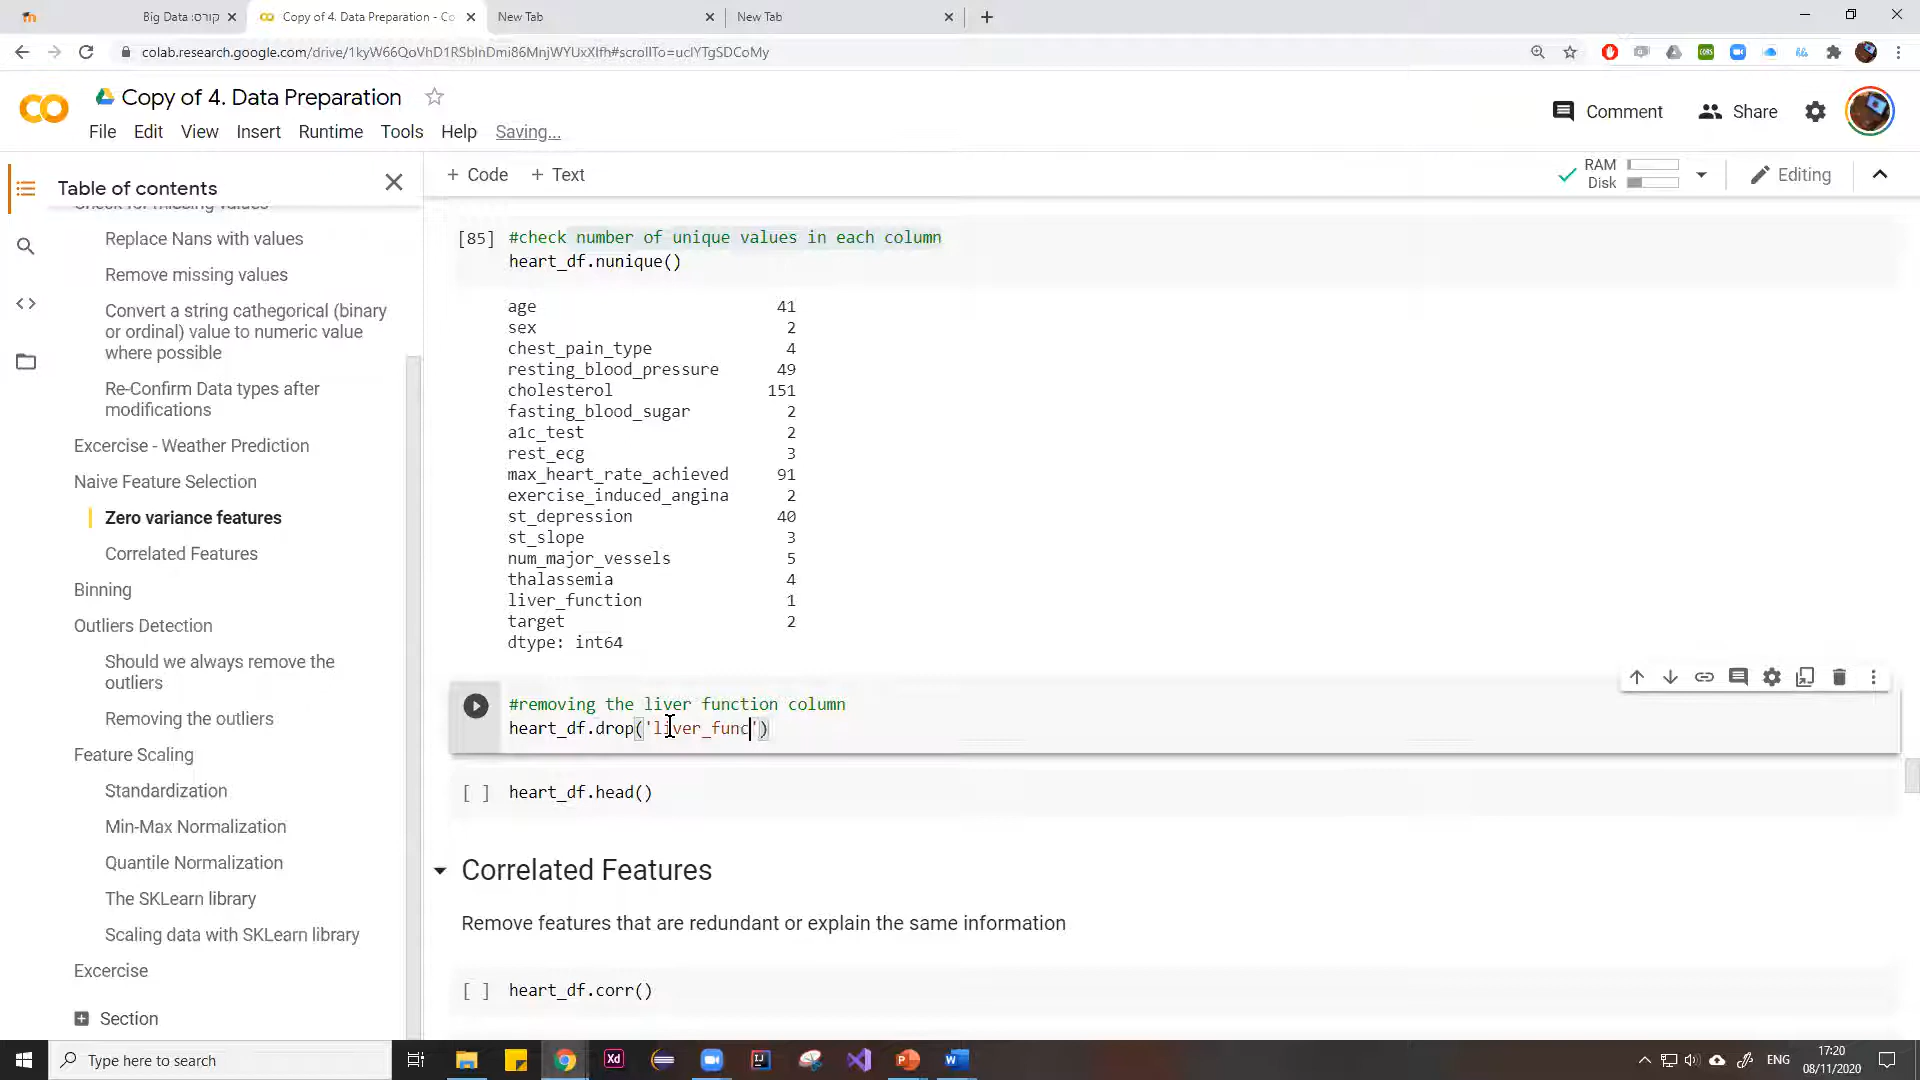 Big Data :קורס
Copy of 4. Data Preparation - Co
New Tab
New Tab
colab.research.google.com/drive/1kyW66QoVhD1RSbInDmi86MnjWYUxXlfh#scrollTo=uclYTgSDCoMy
Copy of 4. Data Preparation
Comment
Share
File Edit View Insert Runtime Tools Help Saving...
Table of contents
+ Code + Text
RAM
Disk
Editing
Check for missing values
Replace Nans with values
Remove missing values
Convert a string cathegorical (binary
or ordinal) value to numeric value
where possible
Re-Confirm Data types after
modifications
Excercise - Weather Prediction
Naive Feature Selection
Zero variance features
Correlated Features
Binning
Outliers Detection
Should we always remove the
outliers
Removing the outliers
Feature Scaling
Standardization
Min-Max Normalization
Quantile Normalization
The SKLearn library
Scaling data with SKLearn library
Excercise
Section
[85] #check number of unique values in each column
heart_df.nunique()
age 41
sex 2
chest_pain_type 4
resting_blood_pressure 49
cholesterol 151
fasting_blood_sugar 2
a1c_test 2
rest_ecg 3
max_heart_rate_achieved 91
exercise_induced_angina 2
st_depression 40
st_slope 3
num_major_vessels 5
thalassemia 4
liver_function 1
target 2
dtype: int64
#removing the liver function column
heart_df.drop('liver_func')
[ ] heart_df.head()
Correlated Features
Remove features that are redundant or explain the same information
[ ] heart_df.corr()
Type here to search
Xd
ENG
17:20
08/11/2020